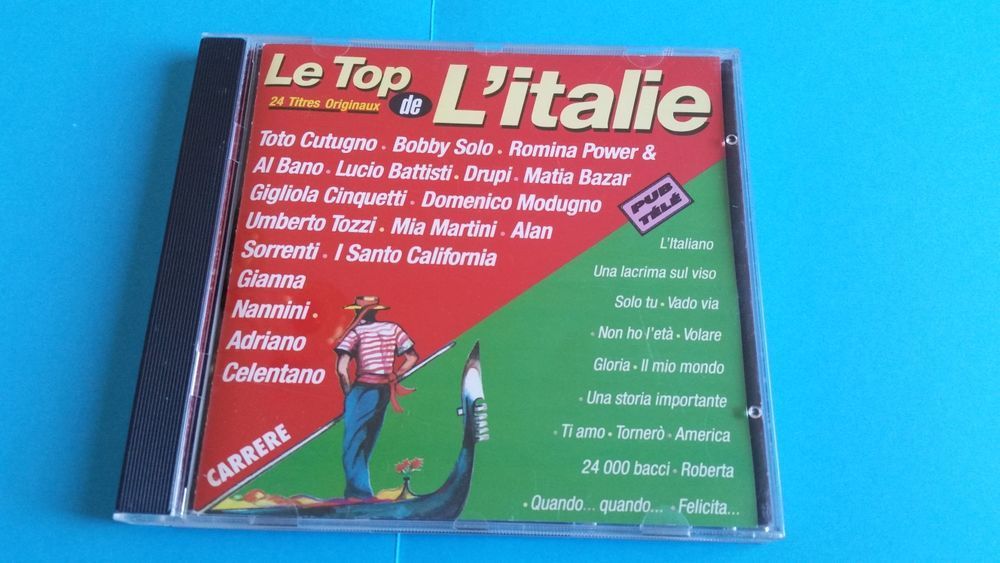 Le Top
de L'italie
24 Titres Originaux
Toto Cutugno • Bobby Solo • Romina Power &
Al Bano • Lucio Battisti • Drupi • Matia Bazar
Gigliola Cinquetti • Domenico Modugno
Umberto Tozzi • Mia Martini • Alan
Sorrenti • I Santo California
Gianna
Nannini •
Adriano
Celentano
PUB
TÉLÉ
L'Italiano
Una lacrima sul viso
Solo tu • Vado via
• Non ho l'età • Volare
Gloria • Il mio mondo
• Una storia importante
• Ti amo • Tornerò • America
24 000 bacci • Roberta
• Quando... quando... • Felicita...
CARRERE